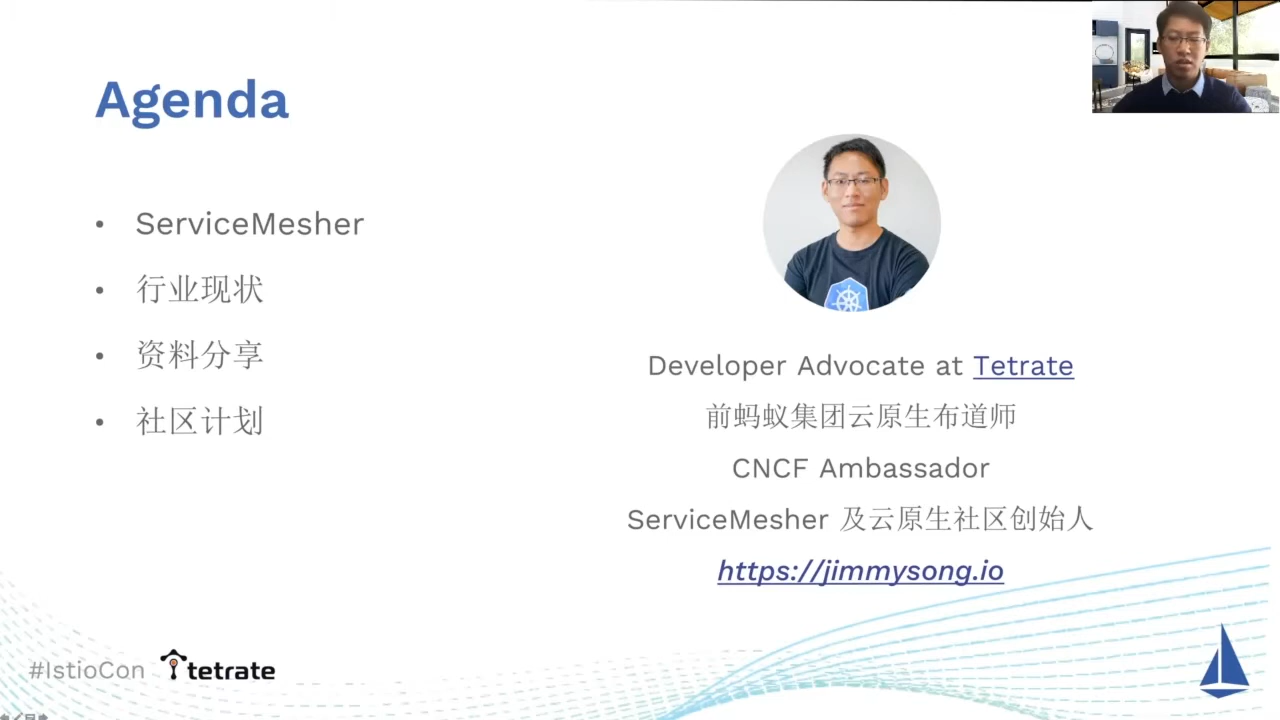 Agenda
• ServiceMesher
• 行业现状
• 资料分享
• 社区计划
Developer Advocate at Tetrate
前蚂蚁集团云原生布道师
CNCF Ambassador
ServiceMesher 及云原生社区创始人
https://jimmysong.io
#IstioCon tetrate